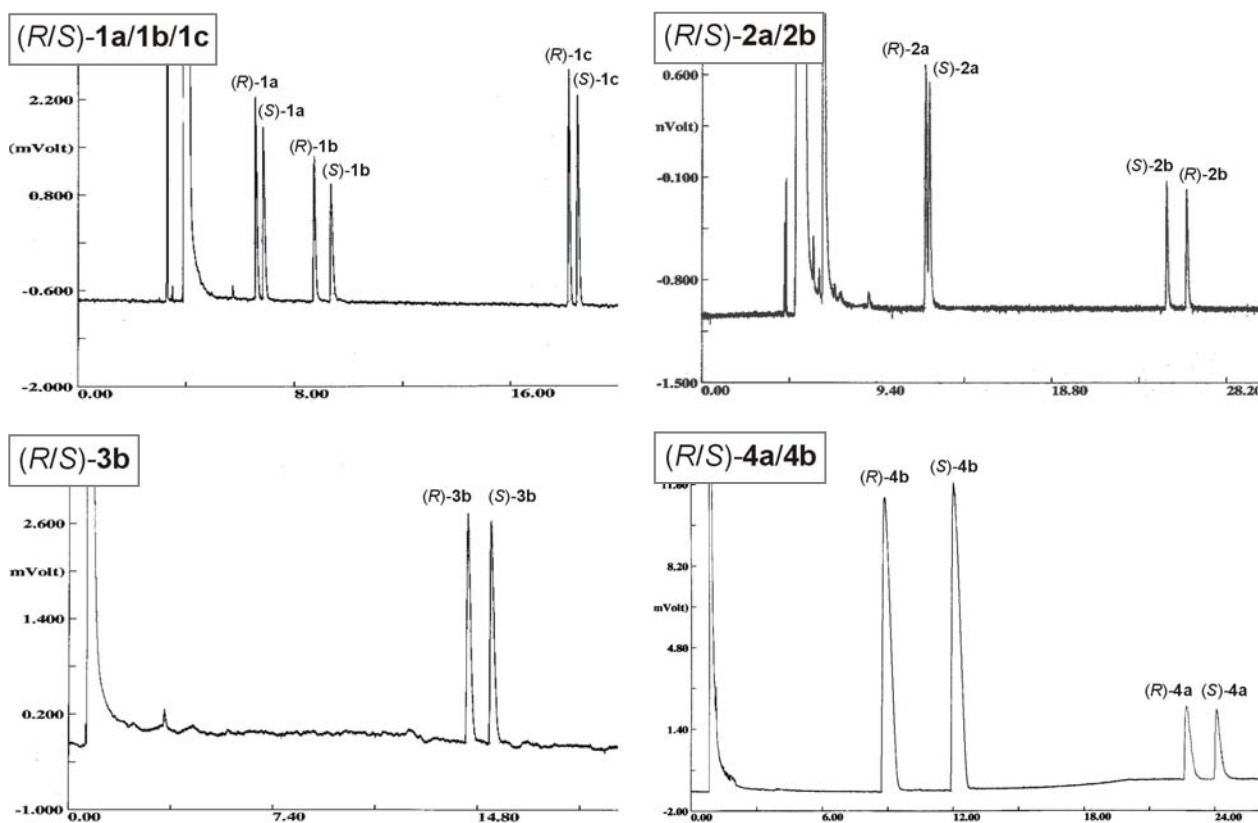 (R/S)-1a/1b/1c
2.200
(mVolt)
0.800
-0.600
-2.000
0.00
8.00
16.00
(R)-1a
(S)-1a
(R)-1b
(S)-1b
(R)-1c
(S)-1c
(R/S)-2a/2b
0.600
nVolt)
-0.100
-0.800
-1.500
0.00
9.40
18.80
28.20
(R)-2a
(S)-2a
(S)-2b
(R)-2b
(R/S)-3b
2.600
mVolt)
1.400
0.200
-1.000
0.00
7.40
14.80
(R)-3b
(S)-3b
(R/S)-4a/4b
11.60
8.20
mVolt)
4.80
1.40
-2.00
0.00
6.00
12.00
18.00
24.00
(R)-4b
(S)-4b
(R)-4a
(S)-4a